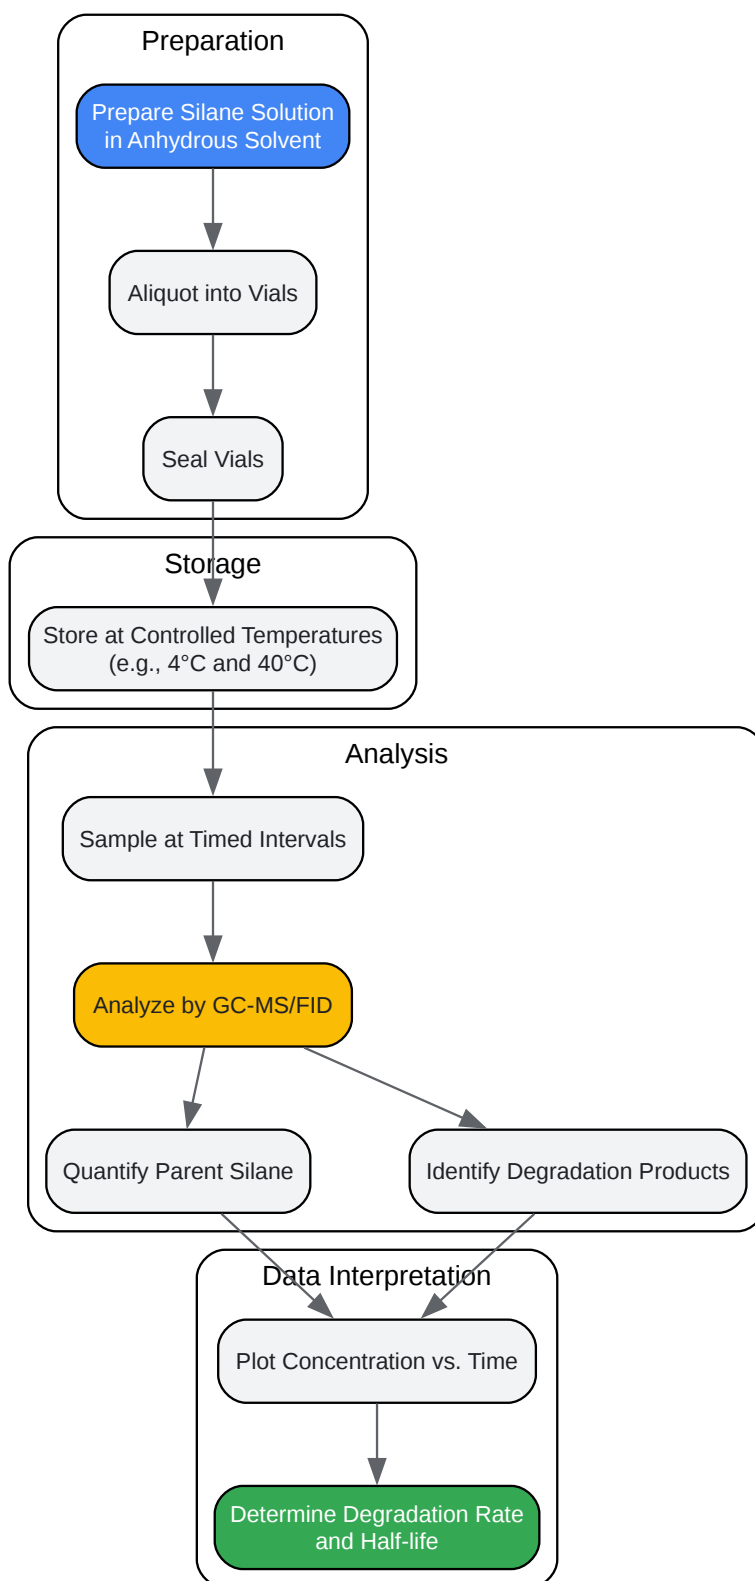 Preparation
Prepare Silane Solution
in Anhydrous Solvent
Aliquot into Vials
Seal Vials
Storage
Store at Controlled Temperatures
(e.g., 4°C and 40°C)
Analysis
Sample at Timed Intervals
Analyze by GC-MS/FID
Quantify Parent Silane
Identify Degradation Products
Data Interpretation
Plot Concentration vs. Time
Determine Degradation Rate
and Half-life